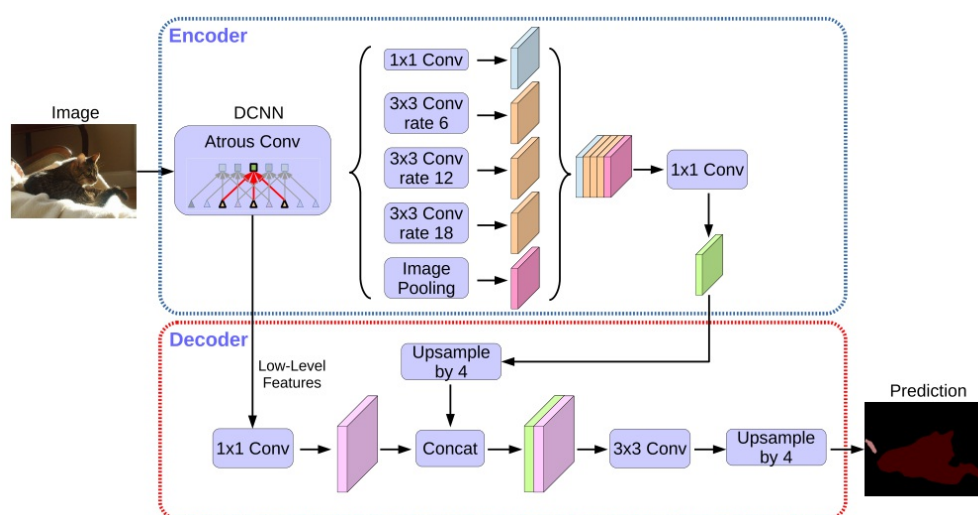 Encoder
Image
DCNN
Atrous Conv
1x1 Conv
3x3 Conv
rate 6
3x3 Conv
rate 12
3x3 Conv
rate 18
Image
Pooling
1x1 Conv
Decoder
Low-Level
Features
Upsample
by 4
1x1 Conv
Concat
3x3 Conv
Upsample
by 4
Prediction